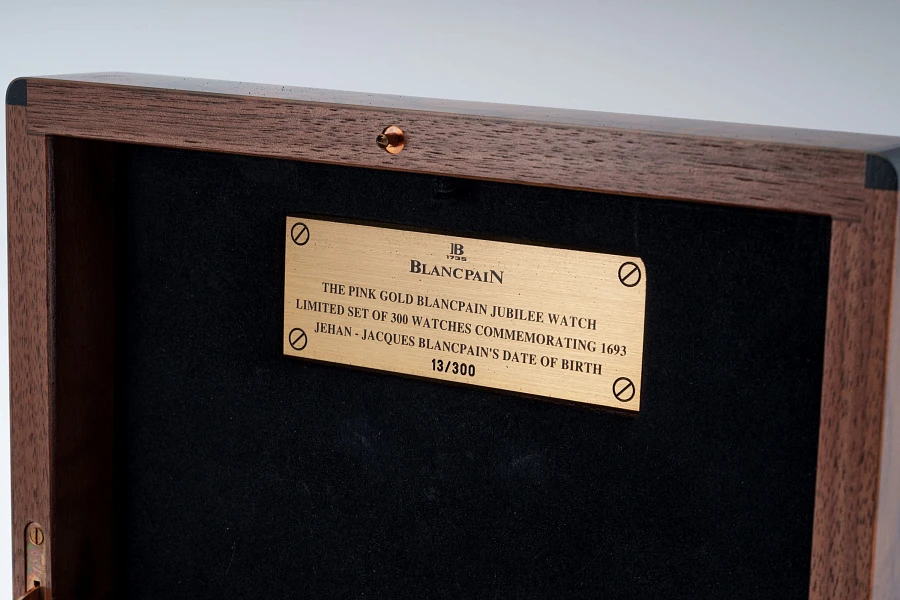 B
1735
BLANCPAIN
THE PINK GOLD BLANCPAIN JUBILEE WATCH
LIMITED SET OF 300 WATCHES COMMEMORATING 1693
JEHAN - JACQUES BLANCPAIN'S DATE OF BIRTH
13/300